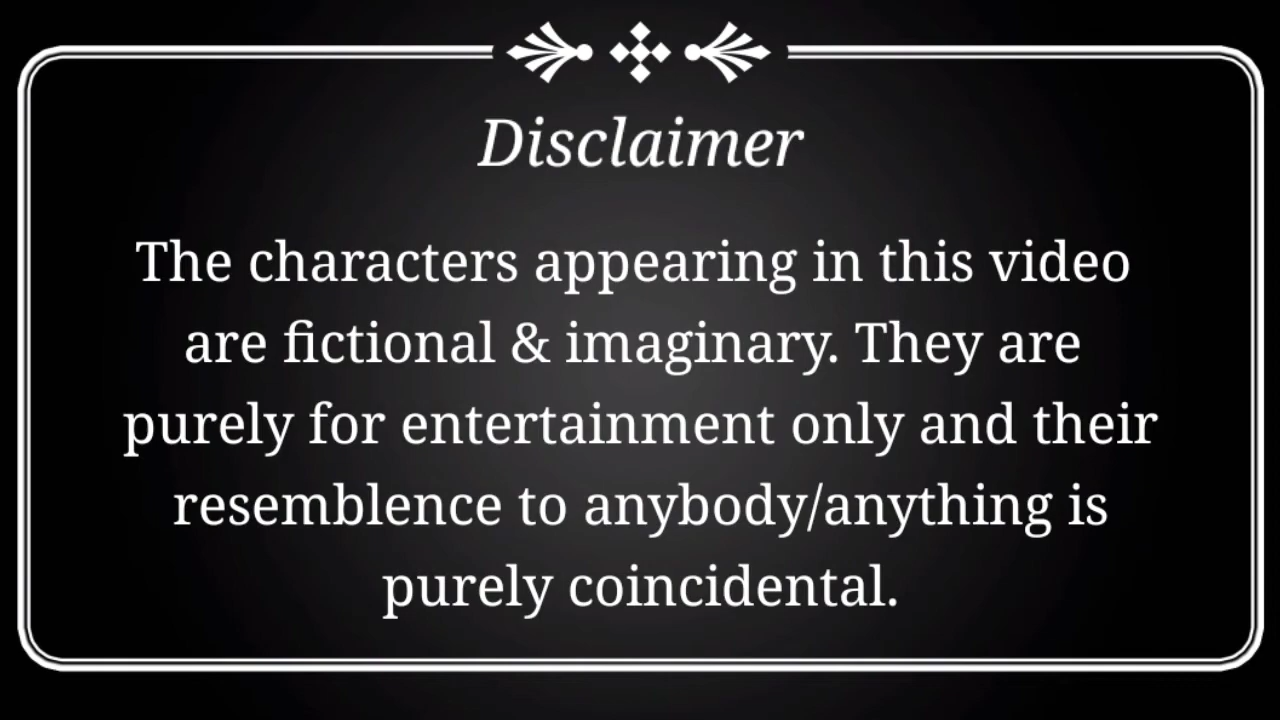 Disclaimer
The characters appearing in this video
are fictional & imaginary. They are
purely for entertainment only and their
resemblence to anybody/anything is
purely coincidental.